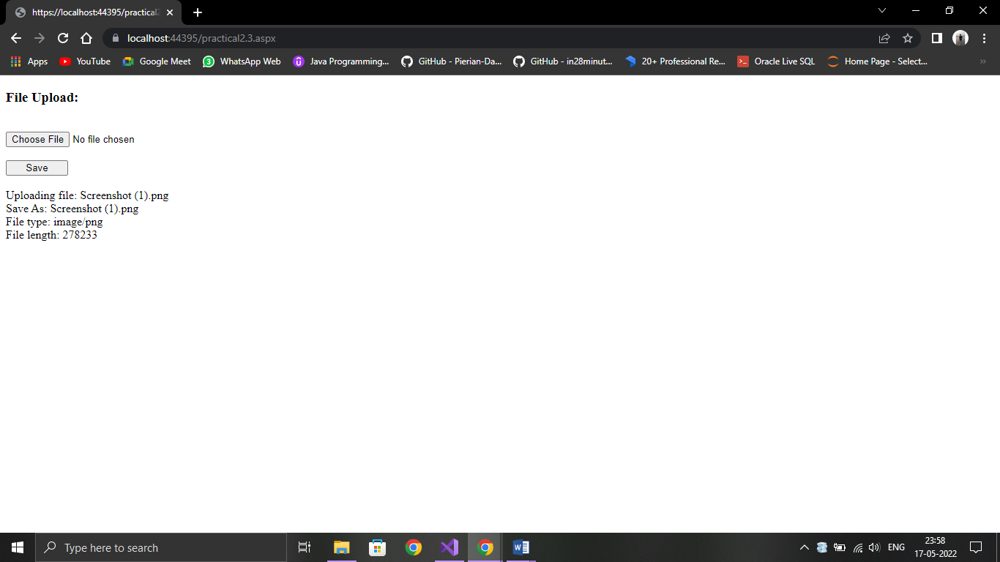 https://localhost:44395/practical2
localhost:44395/practical2.3.aspx
Apps YouTube Google Meet 3 WhatsApp Web Java Programming... GitHub - Pierian-Da... GitHub - in28minut... 20+ Professional Re... Oracle Live SQL Home Page - Select...
File Upload:
Choose File No file chosen
Save
Uploading file: Screenshot (1).png
Save As: Screenshot (1).png
File type: image/png
File length: 278233
Type here to search
ENG
23:58
17-05-2022